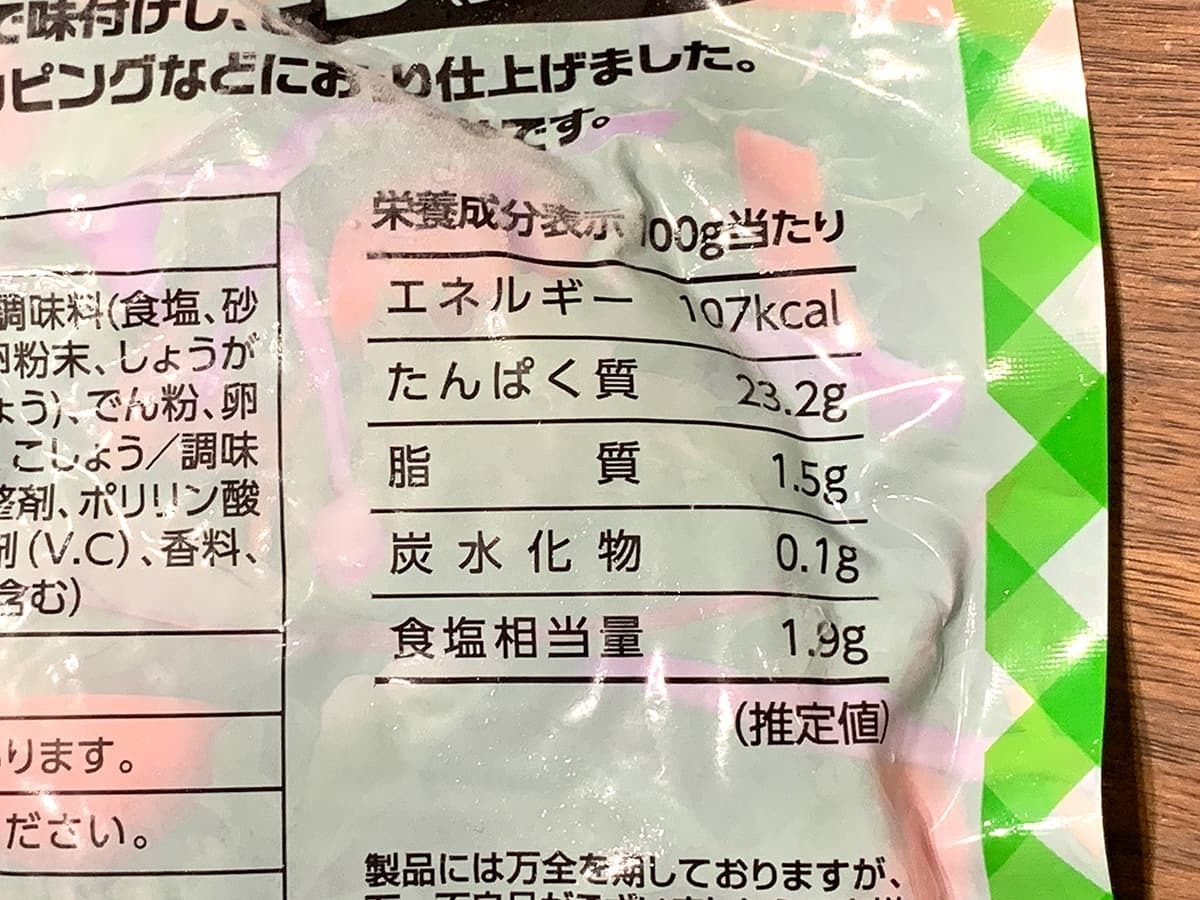 で味付けし、
ッピングなどにおり仕上げました。
です。
調味料(食塩、砂
卵粉末、しょうが
ょう)、でん粉、卵
こしょう／調味
整剤、ポリリン酸
剤(V.C)、香料、
含む)
ります。
ださい。
栄養成分表示 100g当たり
エネルギー 107kcal
たんぱく質 23.2g
脂質 1.5g
炭水化物 0.1g
食塩相当量 1.9g
(推定値)
製品には万全を期しておりますが、